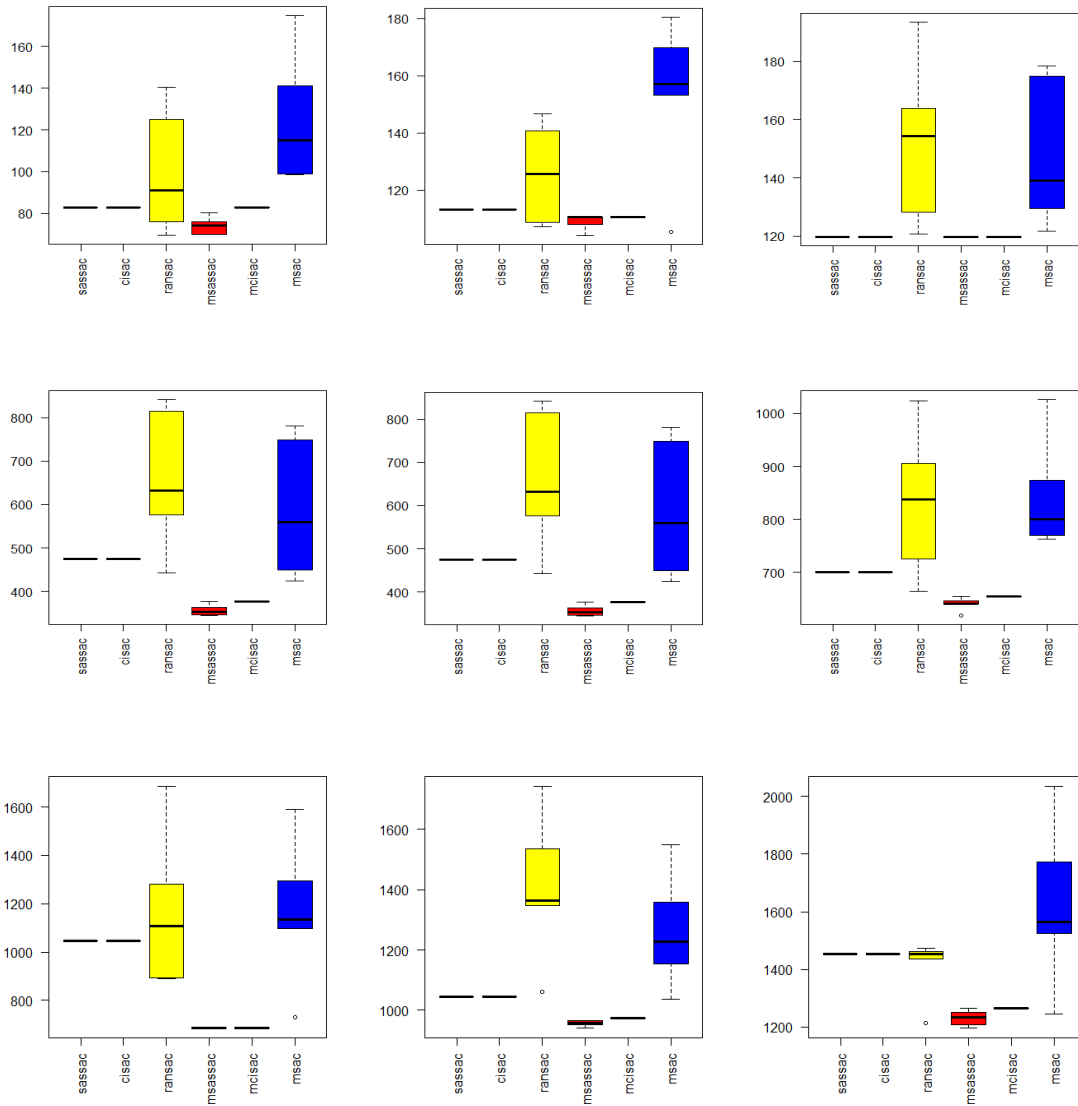 160
140
120
100
80
sassac
cisac
ransac
msassac
mcisac
msac
180
160
140
120
sassac
cisac
ransac
msassac
mcisac
msac
180
160
140
120
sassac
cisac
ransac
msassac
mcisac
msac
800
700
600
500
400
sassac
cisac
ransac
msassac
mcisac
msac
800
700
600
500
400
sassac
cisac
ransac
msassac
mcisac
msac
1000
900
800
700
sassac
cisac
ransac
msassac
mcisac
msac
1600
1400
1200
1000
800
sassac
cisac
ransac
msassac
mcisac
msac
1600
1400
1200
1000
sassac
cisac
ransac
msassac
mcisac
msac
2000
1800
1600
1400
1200
sassac
cisac
ransac
msassac
mcisac
msac